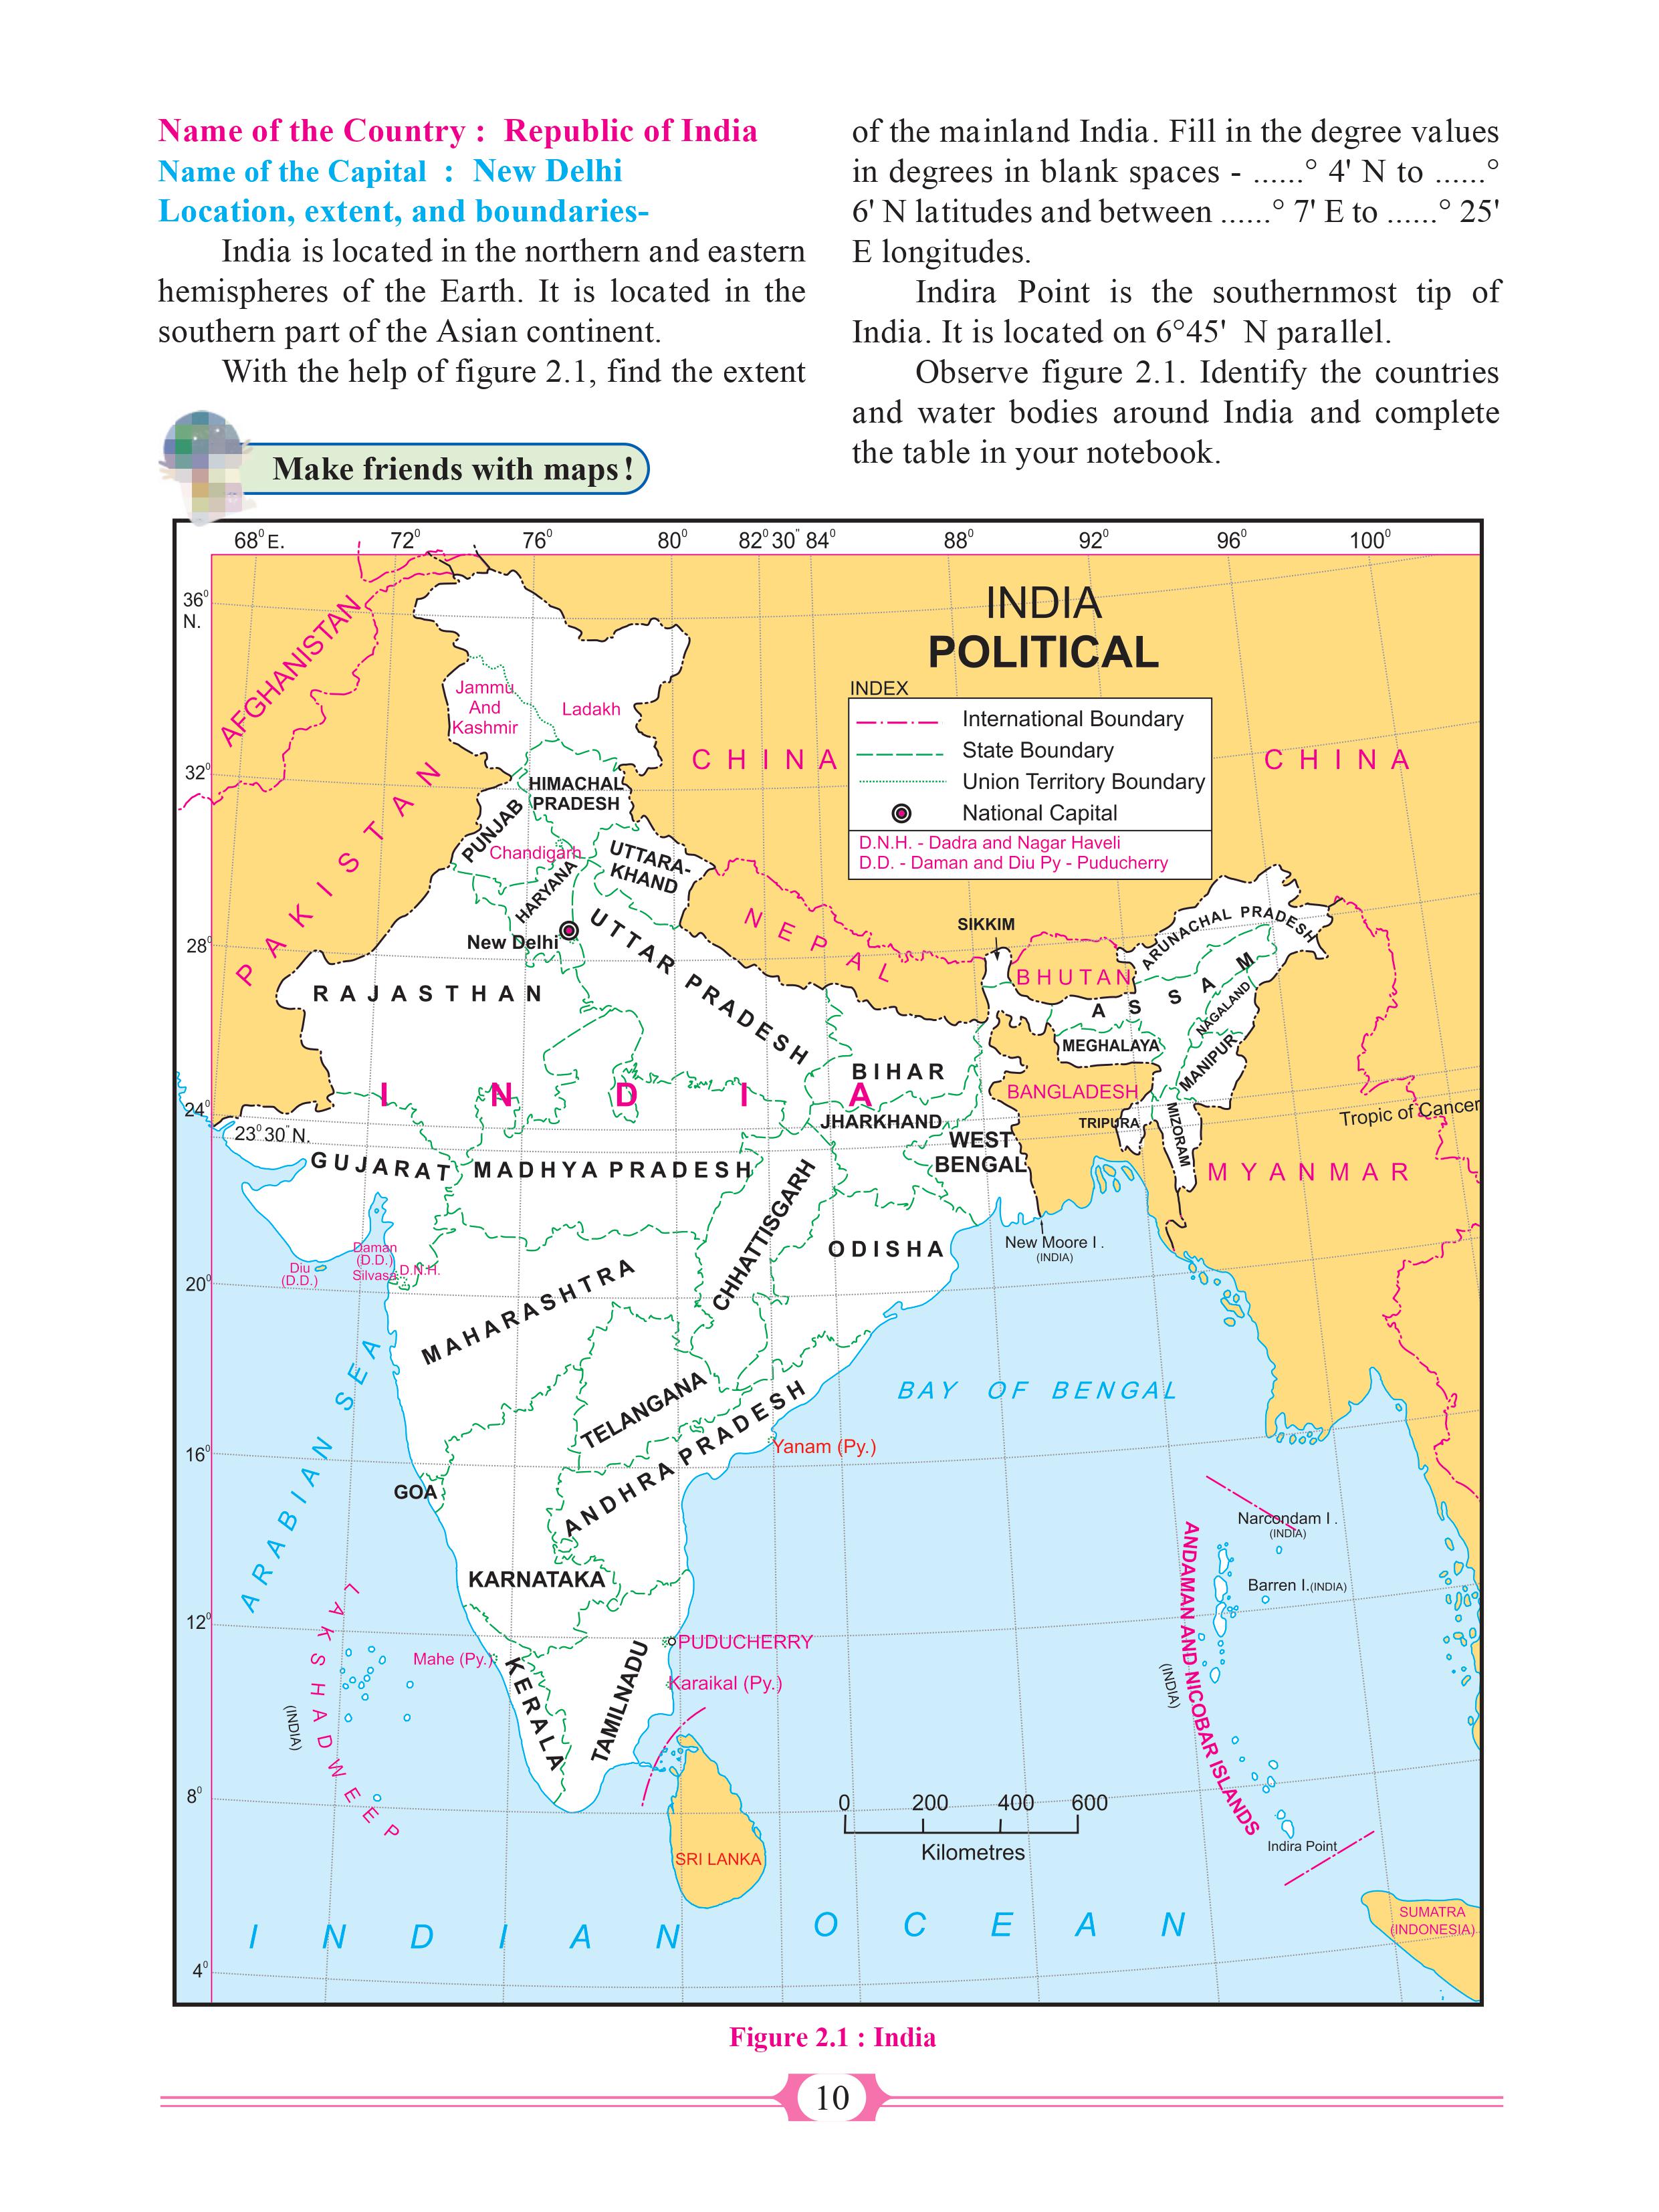 Name of the Country : Republic of India
Name of the Capital : New Delhi
Location, extent, and boundaries-
India is located in the northern and eastern
hemispheres of the Earth. It is located in the
southern part of the Asian continent.
With the help of figure 2.1, find the extent
of the mainland India. Fill in the degree values
in degrees in blank spaces - ......° 4' N to ......°
6' N latitudes and between ......° 7' E to ......° 25'
E longitudes.
Indira Point is the southernmost tip of
India. It is located on 6°45' N parallel.
Observe figure 2.1. Identify the countries
and water bodies around India and complete
the table in your notebook.
Make friends with maps!
68° E. 72° 76° 80° 82°30" 84° 88° 92° 96° 100°
36°
N.
32°
28°
24°
23°30" N.
20°
16°
12°
8°
4°
INDIA
POLITICAL
INDEX
International Boundary
State Boundary
Union Territory Boundary
National Capital
D.N.H. - Dadra and Nagar Haveli
D.D. - Daman and Diu Py - Puducherry
AFGHANISTAN
PAKISTAN
CHINA
CHINA
NEPAL
BHUTAN
BANGLADESH
MYANMAR
Tropic of Cancer
Jammu
And
Kashmir
Ladakh
HIMACHAL
PRADESH
PUNJAB
Chandigarh
UTTARA-
KHAND
HARYANA
New Delhi
UTTAR PRADESH
RAJASTHAN
SIKKIM
ARUNACHAL PRADESH
ASSAM
NAGALAND
MEGHALAYA
MANIPUR
BIHAR
INDIA
JHARKHAND
TRIPURA
MIZORAM
WEST
BENGAL
GUJARAT
MADHYA PRADESH
CHHATTISGARH
ODISHA
New Moore I.
(INDIA)
Daman
(D.D.)
Diu
(D.D.)
Silvasa
D.N.H.
MAHARASHTRA
TELANGANA
ANDHRA PRADESH
Yanam (Py.)
BAY OF BENGAL
ARABIAN SEA
GOA
KARNATAKA
Narcondam I.
(INDIA)
Barren I.(INDIA)
ANDAMAN AND NICOBAR ISLANDS
(INDIA)
LAKSHADWEEP
(INDIA)
Mahe (Py.)
PUDUCHERRY
Karaikal (Py.)
KERALA
TAMILNADU
0 200 400 600
Kilometres
Indira Point
SRI LANKA
SUMATRA
(INDONESIA)
INDIAN OCEAN
Figure 2.1 : India
10